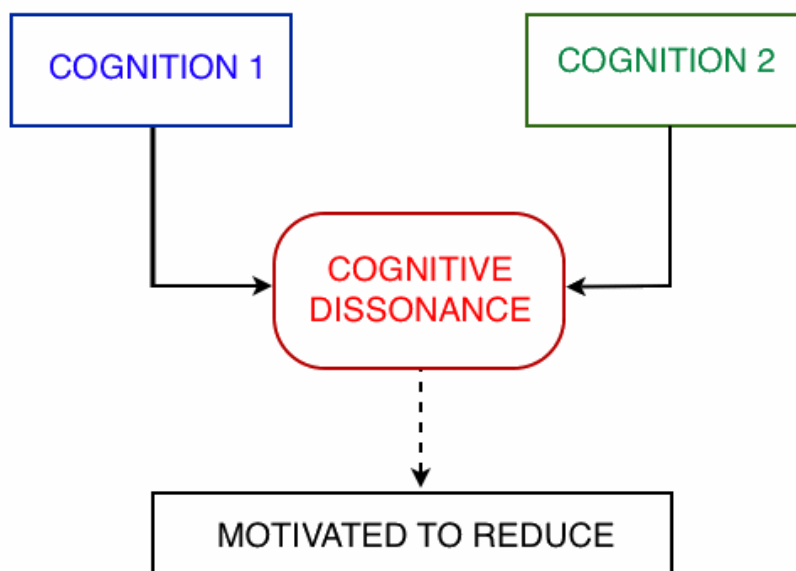 COGNITION 1
COGNITION 2
COGNITIVE
DISSONANCE
MOTIVATED TO REDUCE